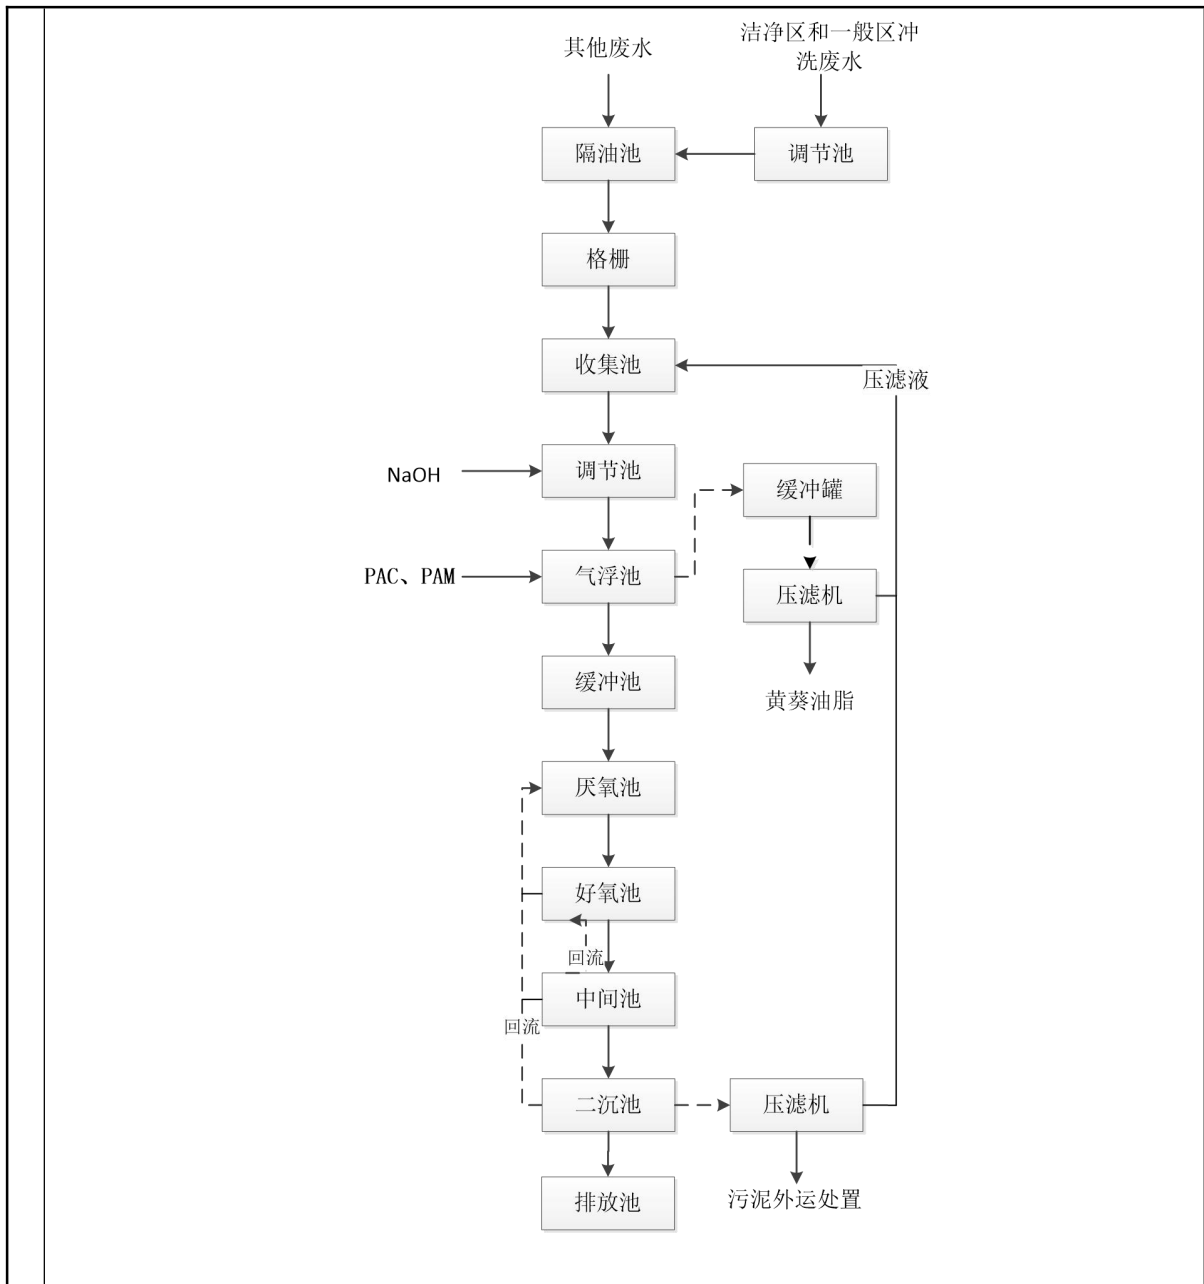 其他废水
洁净区和一般区冲
洗废水
隔油池
调节池
格栅
收集池
压滤液
NaOH
调节池
缓冲罐
PAC、PAM
气浮池
压滤机
缓冲池
黄葵油脂
厌氧池
好氧池
回流
中间池
回流
二沉池
压滤机
排放池
污泥外运处置